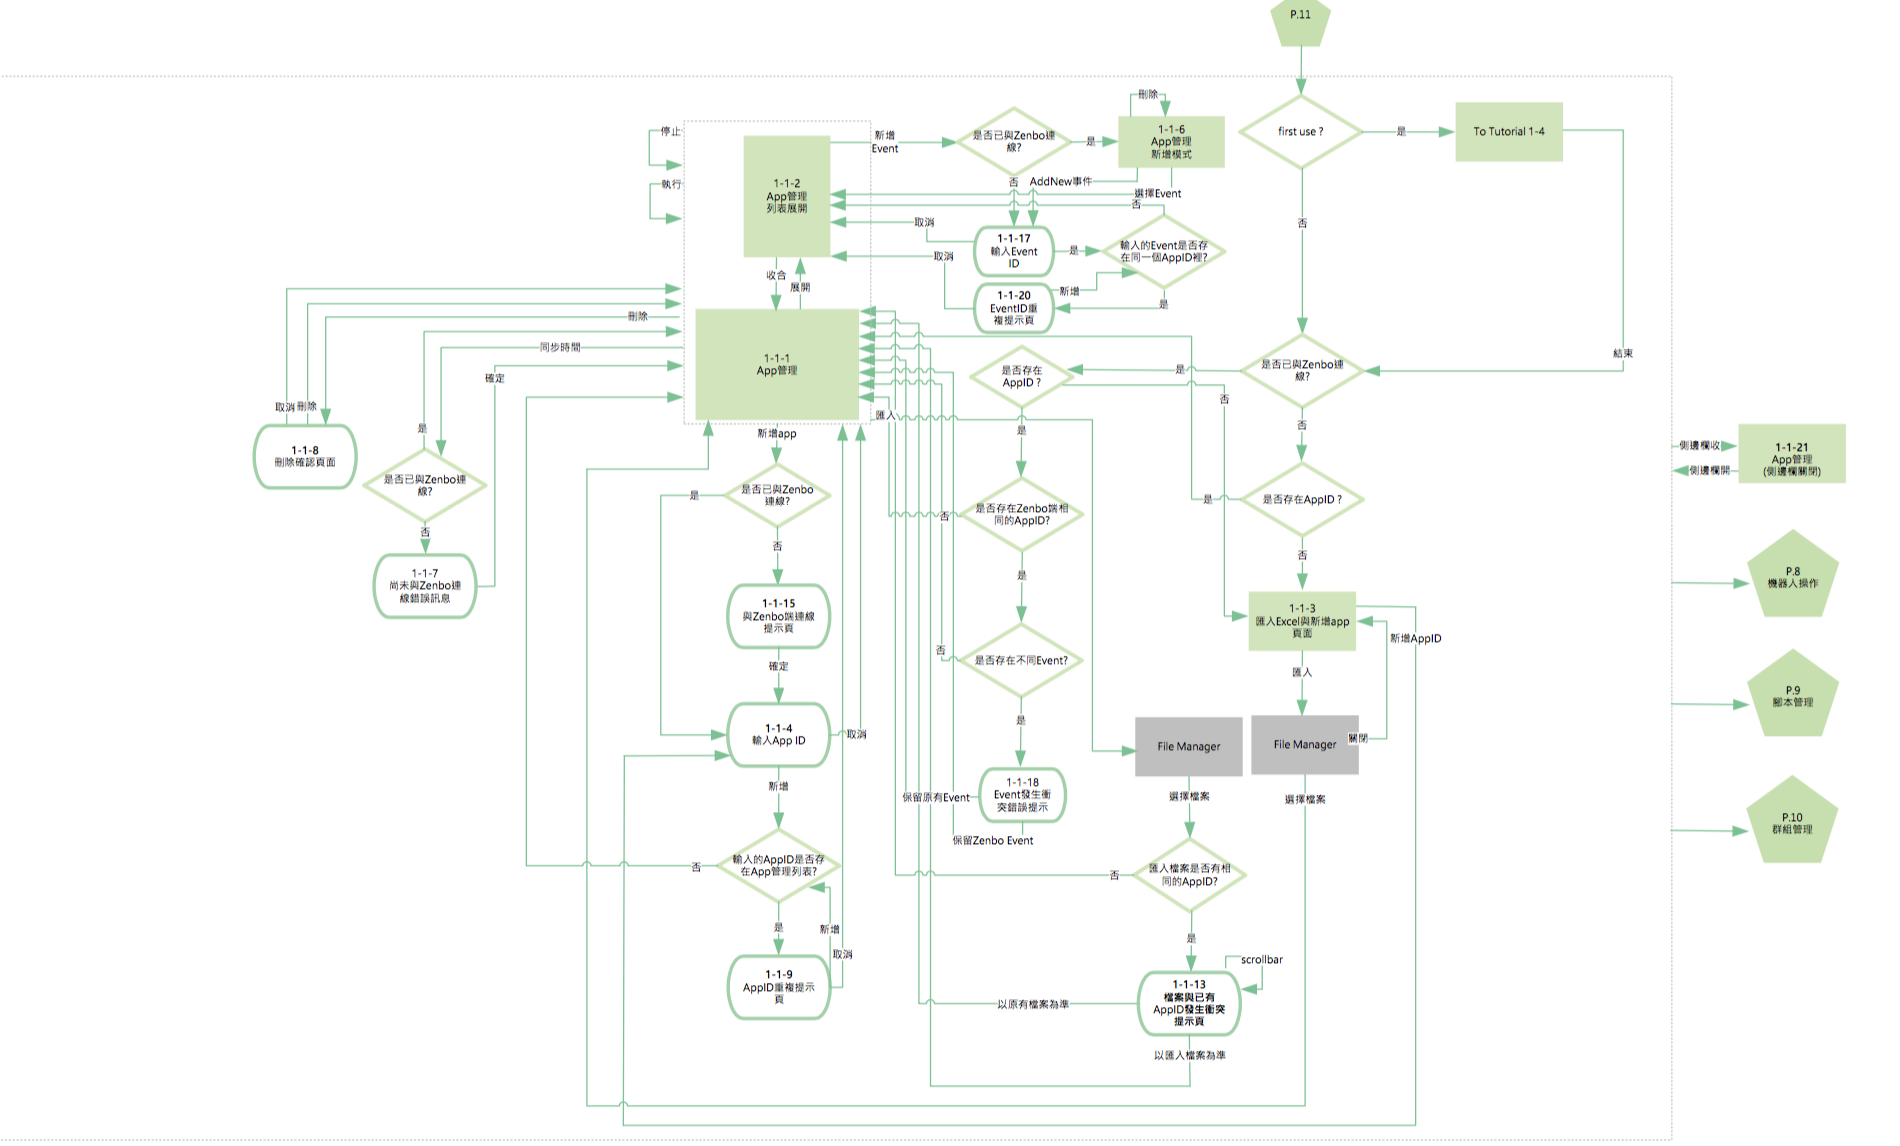 P.11
first use ?
是
To Tutorial 1-4
否
結束
停止
執行
1-1-2
App管理
列表展開
新增
Event
是否已與Zenbo連
線?
是
刪除
1-1-6
App管理
新增模式
否
AddNew事件
選擇Event
否
取消
1-1-17
輸入Event
ID
是
輸入的Event是否存
在同一個AppID裡?
取消
1-1-20
EventID重
複提示頁
新增
是
收合
展開
1-1-1
App管理
刪除
同步時間
確定
取消
刪除
1-1-8
刪除確認頁面
是
是否已與Zenbo連
線?
否
1-1-7
尚未與Zenbo連
線錯誤訊息
是否存在
AppID ?
是
是否已與Zenbo連
線?
否
否
匯入
是
是否存在Zenbo端相
同的AppID?
否
是
是否存在不同Event?
否
是
1-1-18
Event發生衝
突錯誤提示
保留原有Event
保留Zenbo Event
是
是否存在AppID ?
否
1-1-3
匯入Excel與新增app
頁面
新增AppID
匯入
File Manager
關閉
選擇檔案
File Manager
選擇檔案
匯入檔案是否有相
同的AppID?
否
是
scrollbar
1-1-13
檔案與已有
AppID發生衝突
提示頁
以原有檔案為準
以匯入檔案為準
新增app
是否已與Zenbo
連線?
是
否
1-1-15
與Zenbo端連線
提示頁
確定
1-1-4
輸入App ID
取消
新增
輸入的AppID是否存
在App管理列表?
否
是
新增
取消
1-1-9
AppID重複提示
頁
側邊欄收
側邊欄開
1-1-21
App管理
(側邊欄關閉)
P.8
機器人操作
P.9
腳本管理
P.10
群組管理